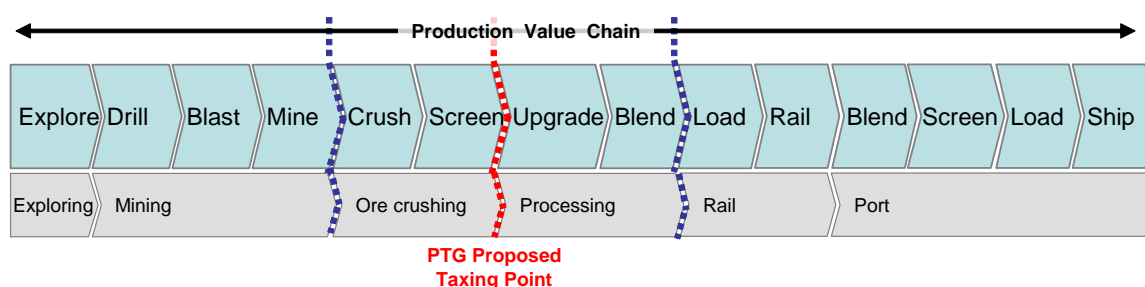 Production Value Chain
Explore Drill Blast Mine Crush Screen Upgrade Blend Load Rail Blend Screen Load Ship
Exploring Mining Ore crushing Processing Rail Port
PTG Proposed
Taxing Point